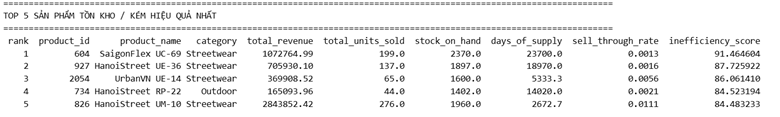 ================================================================================
TOP 5 SẢN PHẨM TỒN KHO / KÉM HIỆU QUẢ NHẤT
================================================================================
rank product_id product_name category total_revenue total_units_sold stock_on_hand days_of_supply sell_through_rate inefficiency_score
1 604 SaigonFlex UC-69 Streetwear 1072764.99 199.0 2370.0 23700.0 0.0013 91.464604
2 927 HanoiStreet UE-36 Streetwear 705930.10 137.0 1897.0 18970.0 0.0016 87.725922
3 2054 UrbanVN UE-14 Streetwear 369908.52 65.0 1600.0 5333.3 0.0056 86.061410
4 734 HanoiStreet RP-22 Outdoor 165093.96 44.0 1402.0 14020.0 0.0021 84.523194
5 826 HanoiStreet UM-10 Streetwear 2843852.42 276.0 1960.0 2672.7 0.0111 84.483233